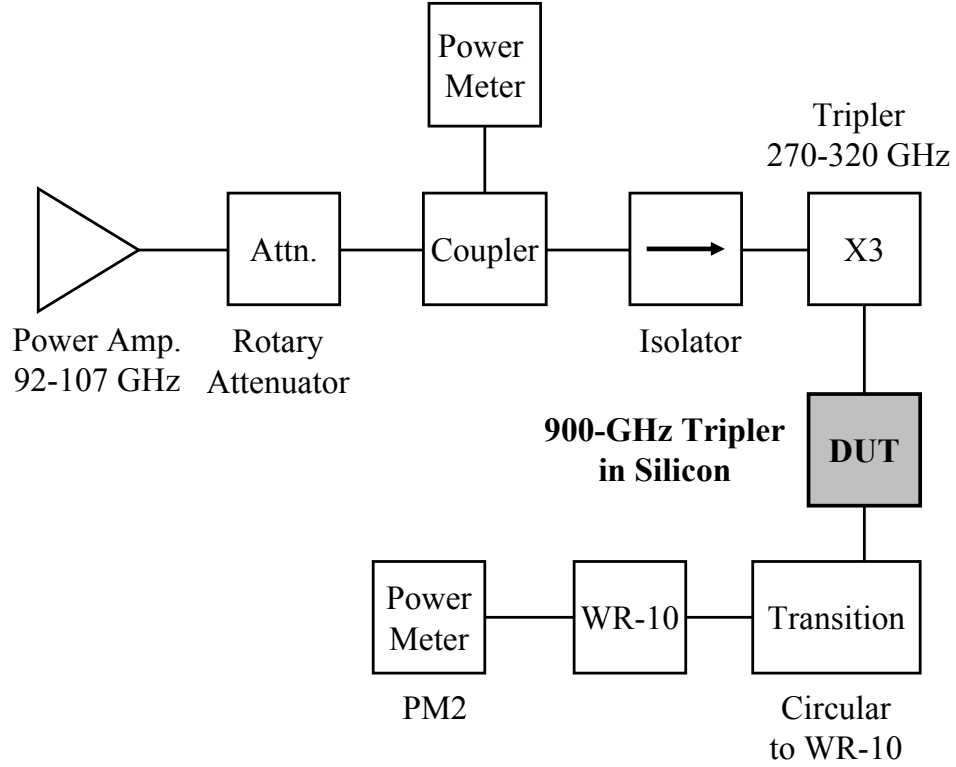 Power
Meter
Tripler
270-320 GHz
Attn.
Coupler
X3
Power Amp.
92-107 GHz
Rotary
Attenuator
Isolator
900-GHz Tripler
in Silicon
DUT
Power
Meter
WR-10
Transition
PM2
Circular
to WR-10